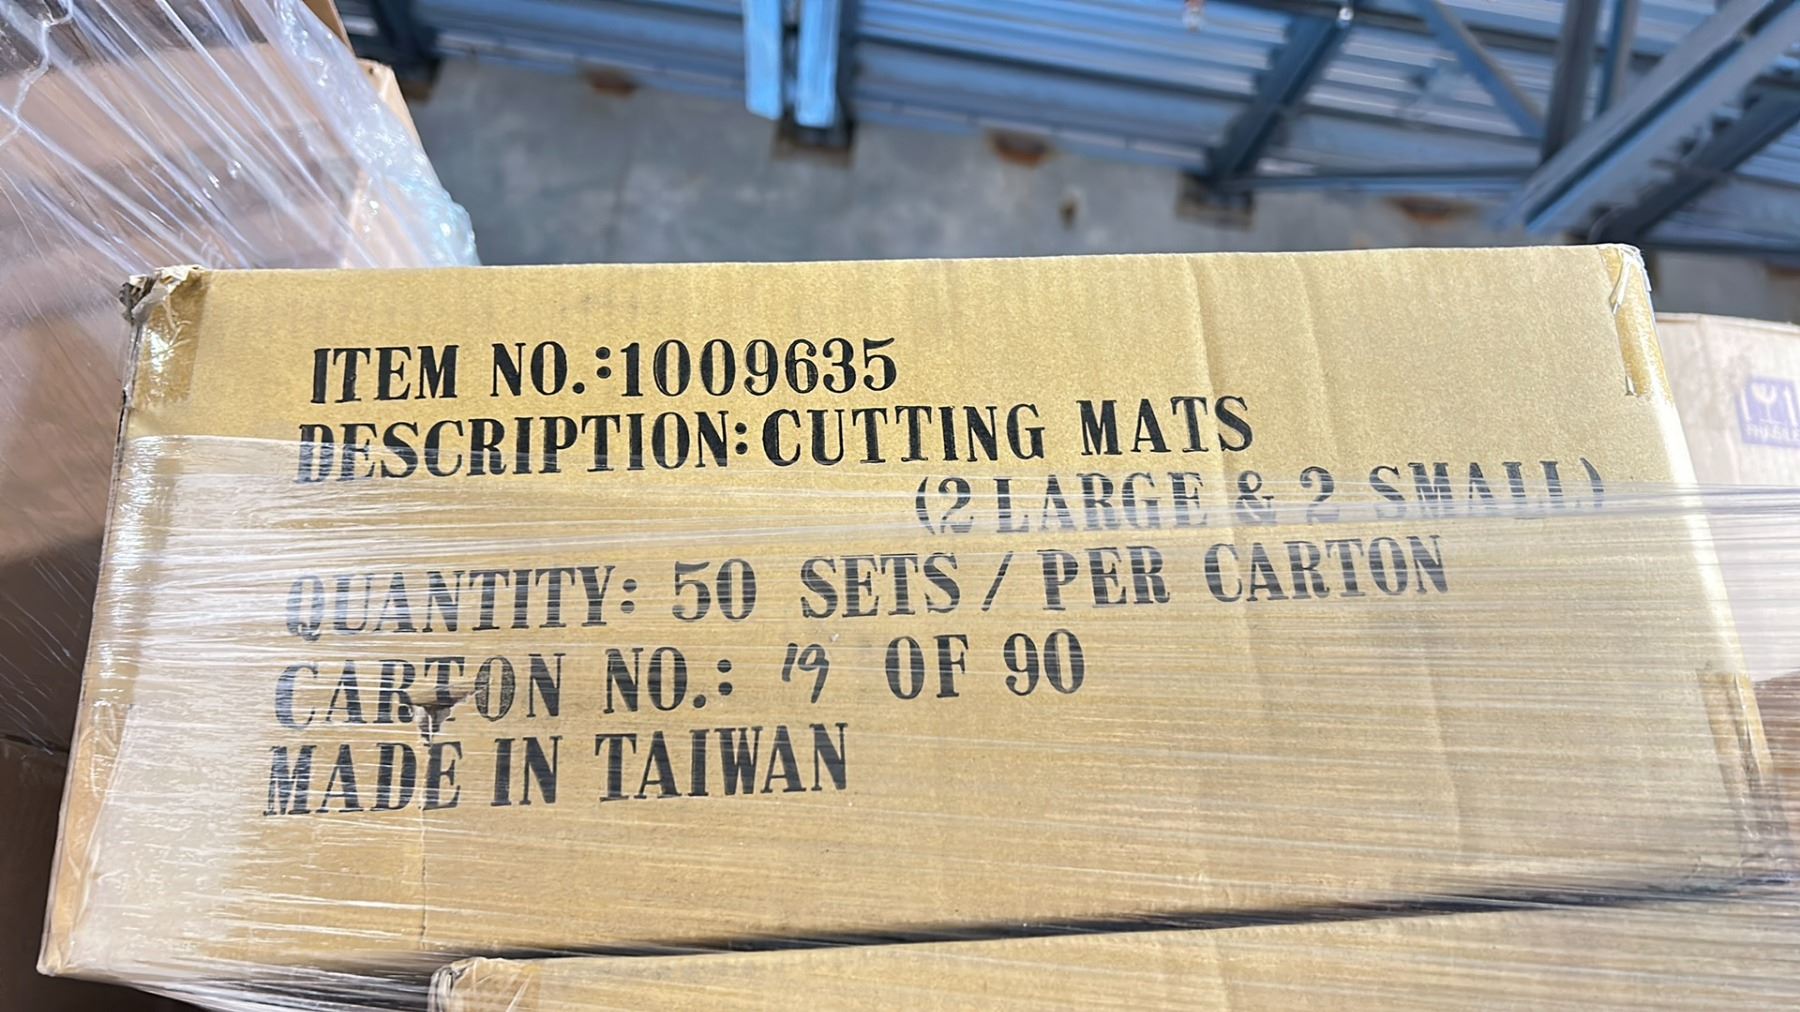 ITEM NO.:1009635
DESCRIPTION:CUTTING MATS
(2 LARGE & 2 SMALL)
QUANTITY: 50 SETS / PER CARTON
CARTON NO.: 19 OF 90
MADE IN TAIWAN
FRAGILE